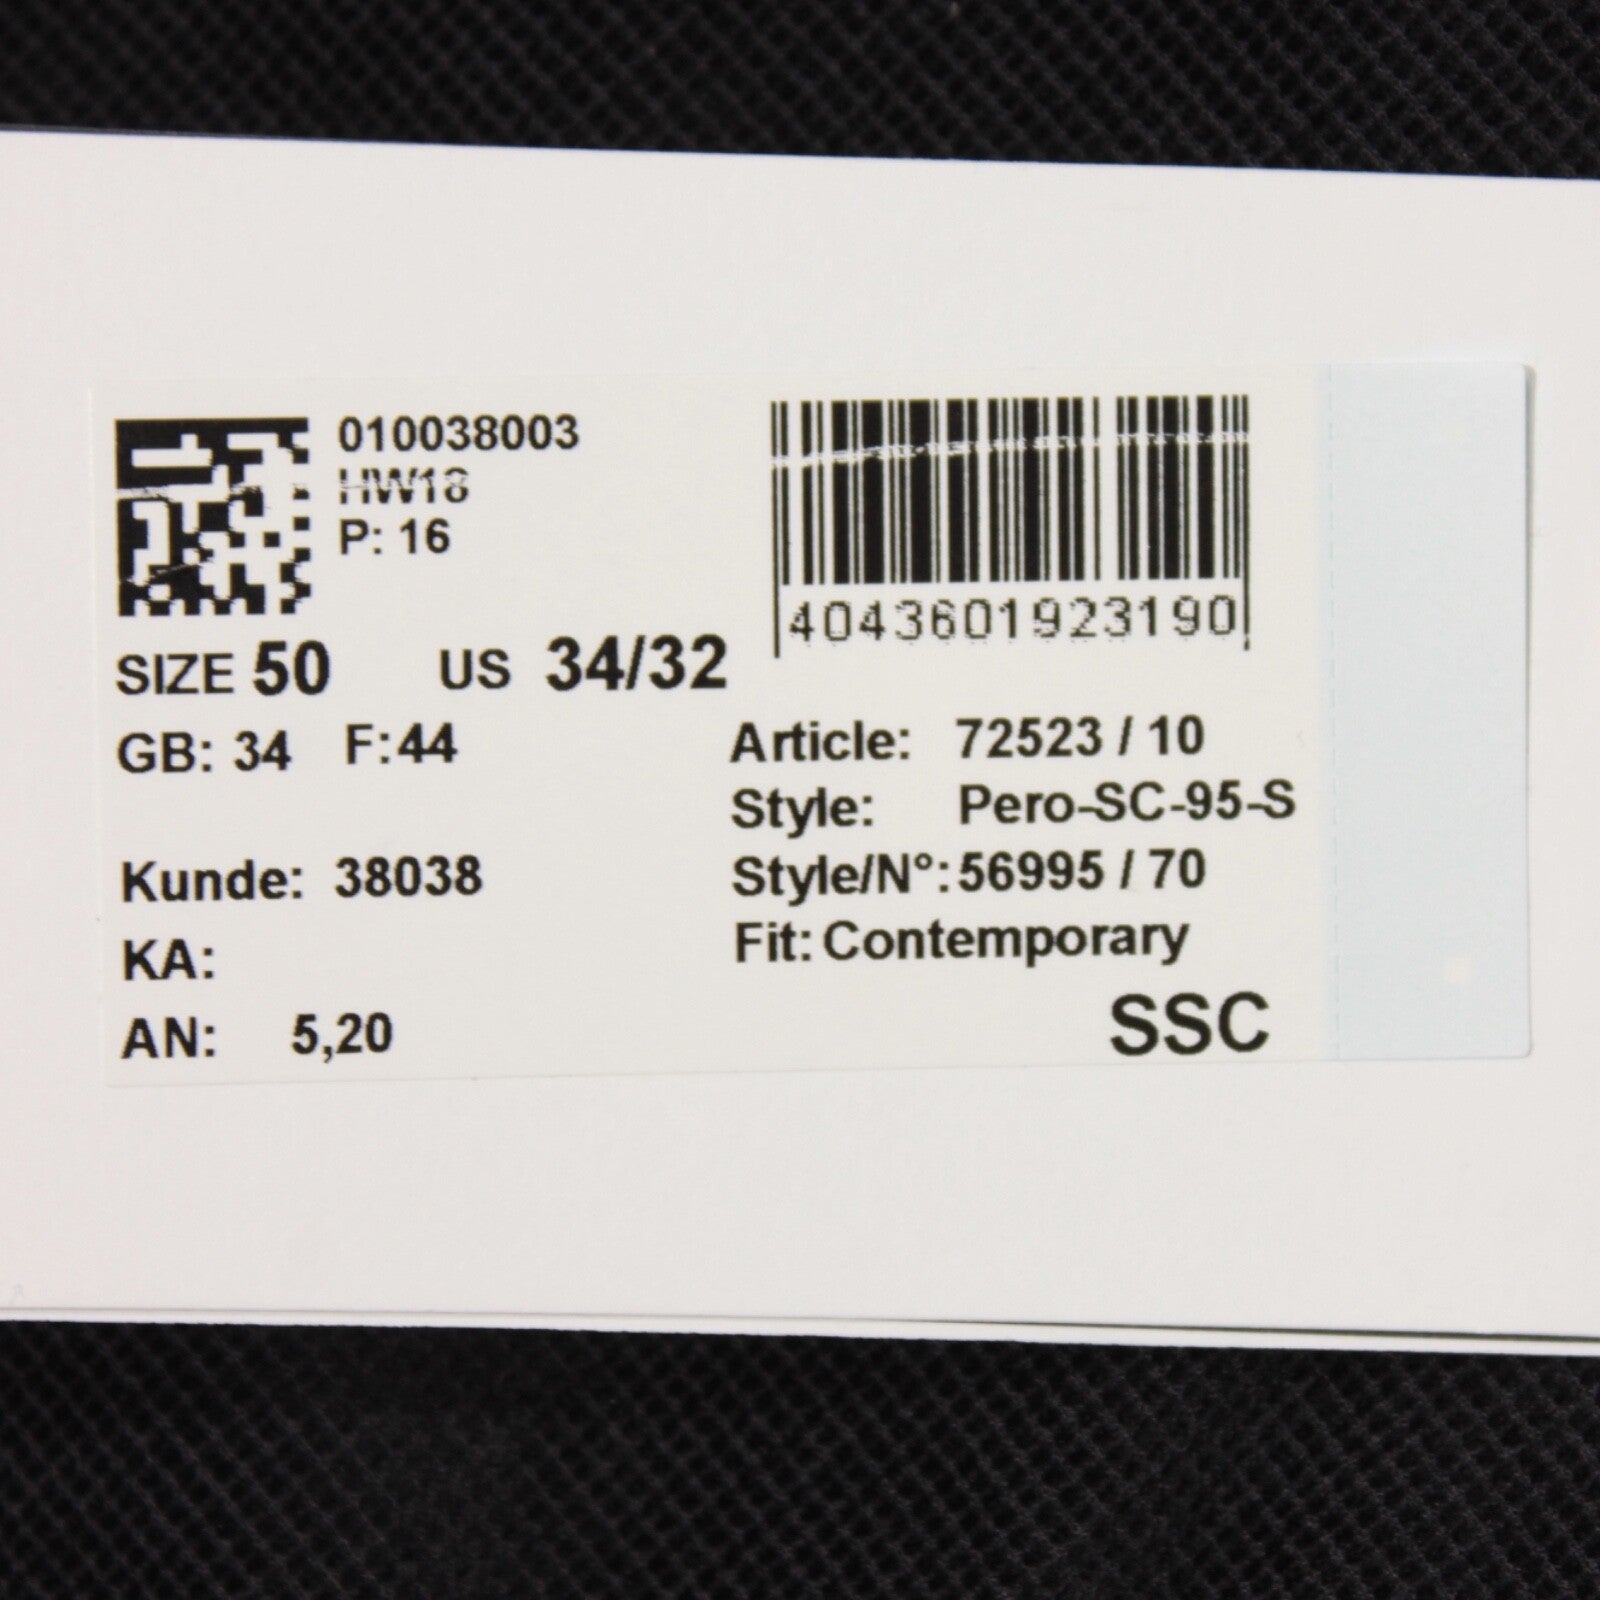 010038003
HW18
P: 16
4043601923190
SIZE 50 US 34/32
GB: 34 F:44
Article: 72523 / 10
Style: Pero-SC-95-S
Kunde: 38038
Style/N°: 56995 / 70
KA:
Fit: Contemporary
AN: 5,20
SSC